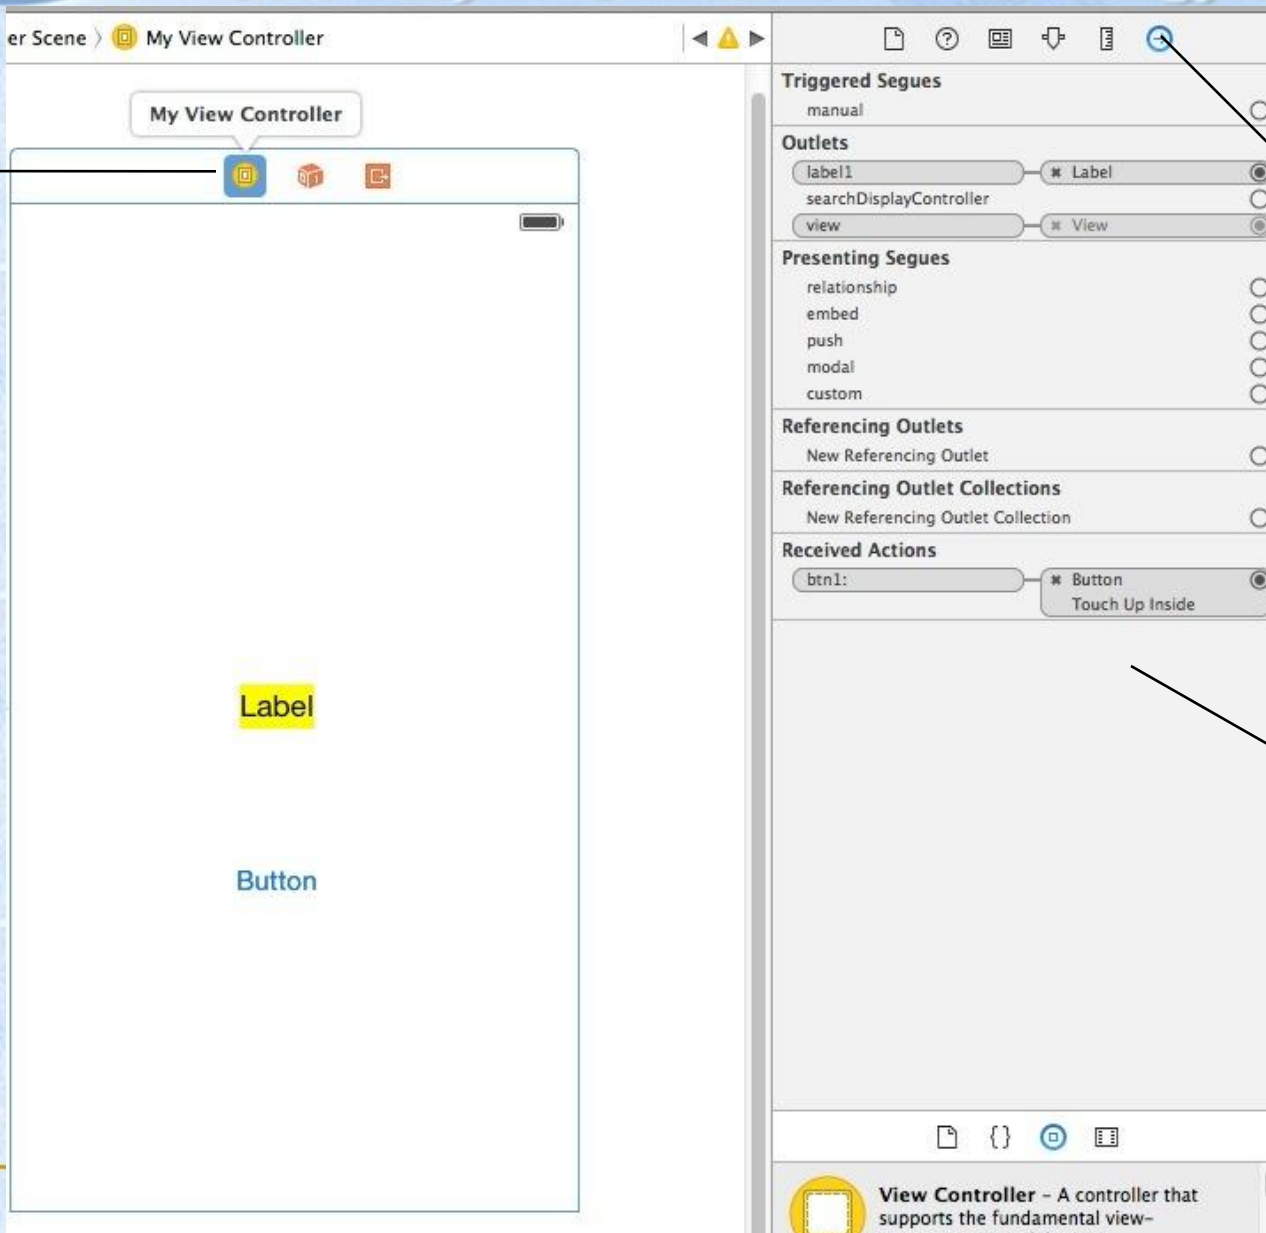 er Scene 〉 My View Controller
My View Controller
Label
Button
Triggered Segues
manual
Outlets
label1 Label
searchDisplayController
view View
Presenting Segues
relationship
embed
push
modal
custom
Referencing Outlets
New Referencing Outlet
Referencing Outlet Collections
New Referencing Outlet Collection
Received Actions
btn1: Button
Touch Up Inside
View Controller – A controller that
supports the fundamental view–